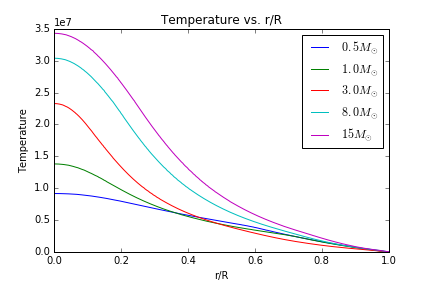 Temperature vs. r/R
1e7
3.5
3.0
2.5
2.0
1.5
1.0
0.5
0.0
Temperature
0.5M☉
1.0M☉
3.0M☉
8.0M☉
15M☉
0.0 0.2 0.4 0.6 0.8 1.0
r/R